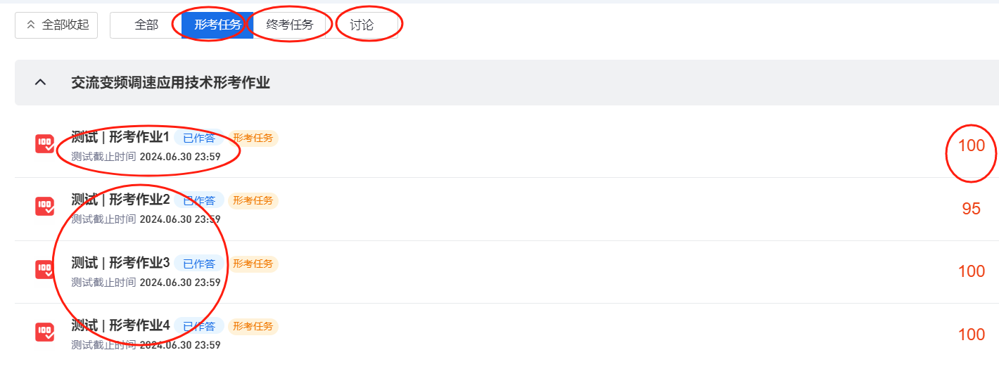 全部收起 全部 形考任务 终考任务 讨论
交流变频调速应用技术形考作业
测试 | 形考作业1 已作答 形考任务 100
测试截止时间 2024.06.30 23:59
测试 | 形考作业2 已作答 形考任务 95
测试截止时间 2024.06.30 23:59
测试 | 形考作业3 已作答 形考任务 100
测试截止时间 2024.06.30 23:59
测试 | 形考作业4 已作答 形考任务 100
测试截止时间 2024.06.30 23:59